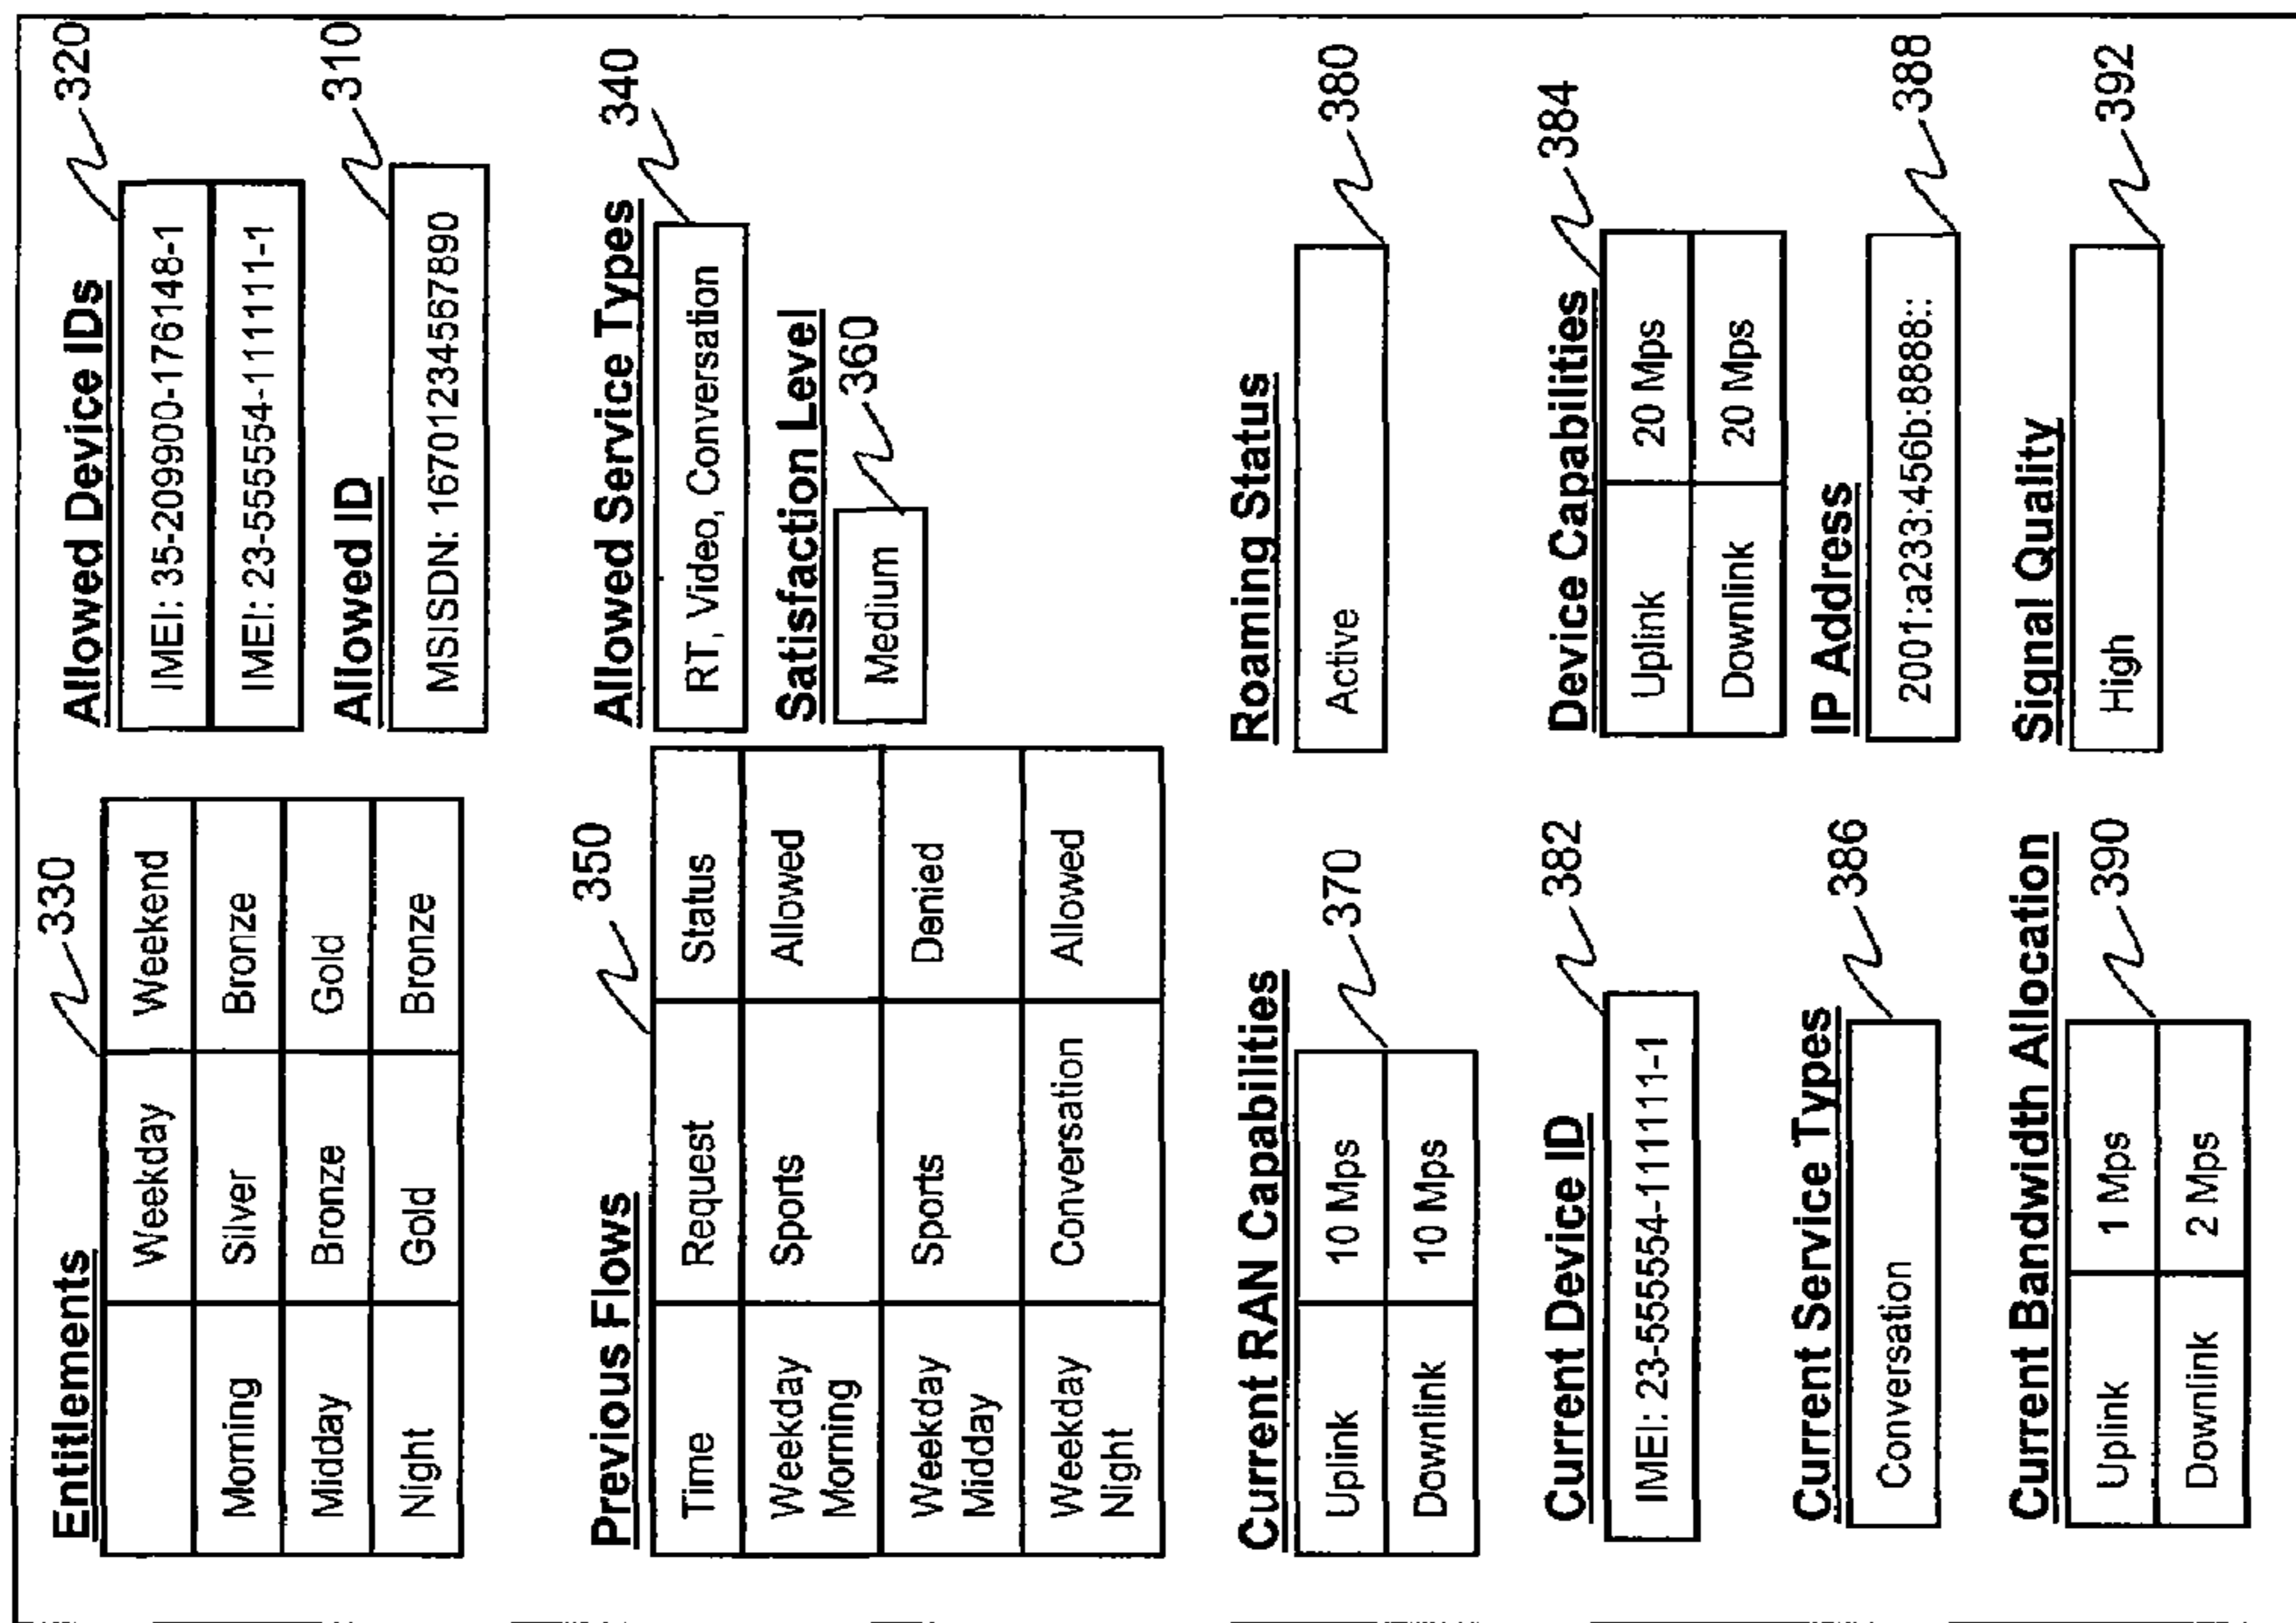 Entitlements
330
Weekday Weekend
Morning Silver Bronze
Midday Bronze Gold
Night Gold Bronze
Allowed Device IDs
320
IMEI: 35-209900-176148-1
IMEI: 23-555554-111111-1
Allowed ID
310
MSISDN: 16701234567890
Previous Flows
350
Time Request Status
Weekday
Morning
Sports Allowed
Weekday
Midday
Sports Denied
Weekday
Night
Conversation Allowed
Allowed Service Types
340
RT, Video, Conversation
Satisfaction Level
360
Medium
Current RAN Capabilities
370
Uplink 10 Mps
Downlink 10 Mps
Roaming Status
380
Active
Current Device ID
382
IMEI: 23-555554-111111-1
Device Capabilities
384
Uplink 20 Mps
Downlink 20 Mps
Current Service Types
386
Conversation
IP Address
388
2001:a233:456b:8888::
Current Bandwidth Allocation
390
Uplink 1 Mps
Downlink 2 Mps
Signal Quality
392
High